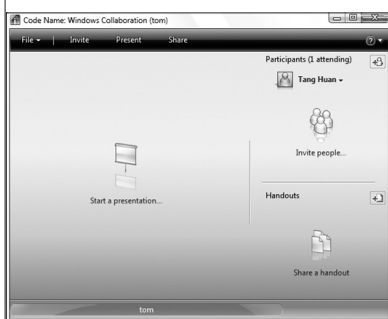 Code Name: Windows Collaboration (tom)
File Invite Present Share
Participants (1 attending)
Tang Huan
Invite people...
Start a presentation...
Handouts
Share a handout
tom